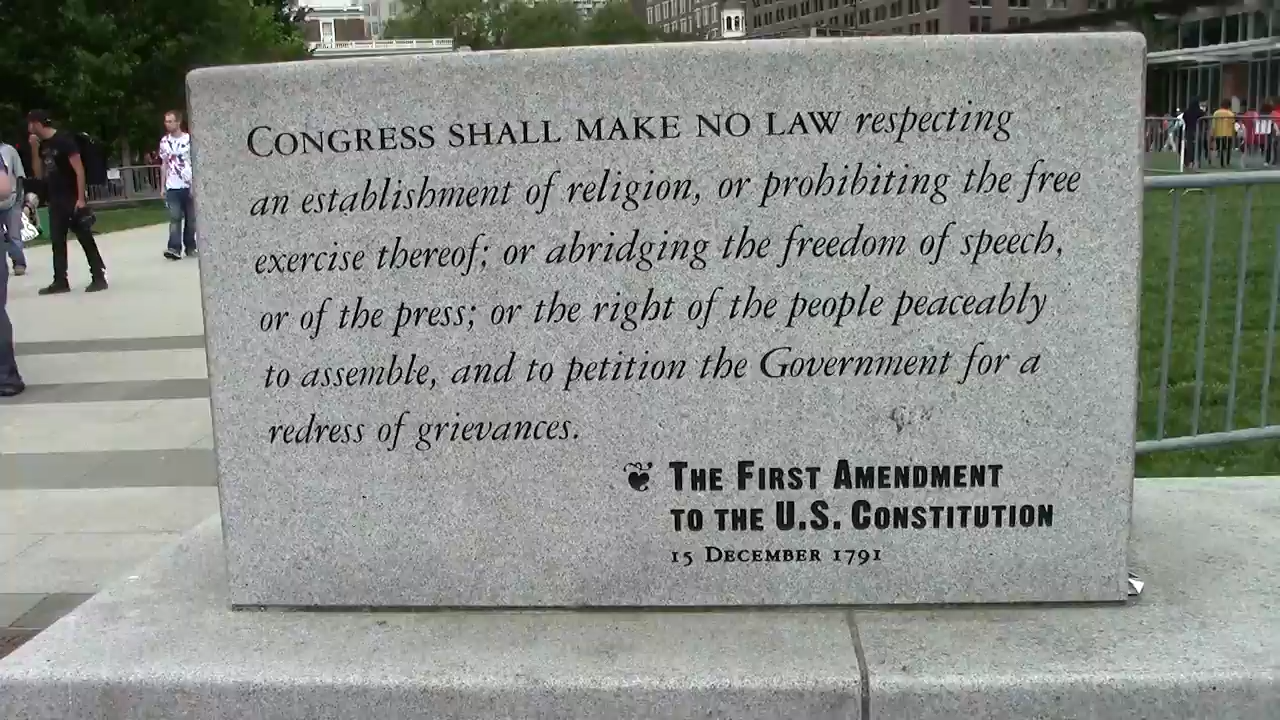 CONGRESS SHALL MAKE NO LAW respecting
an establishment of religion, or prohibiting the free
exercise thereof; or abridging the freedom of speech,
or of the press; or the right of the people peaceably
to assemble, and to petition the Government for a
redress of grievances.
❦ THE FIRST AMENDMENT
TO THE U.S. CONSTITUTION
15 DECEMBER 1791